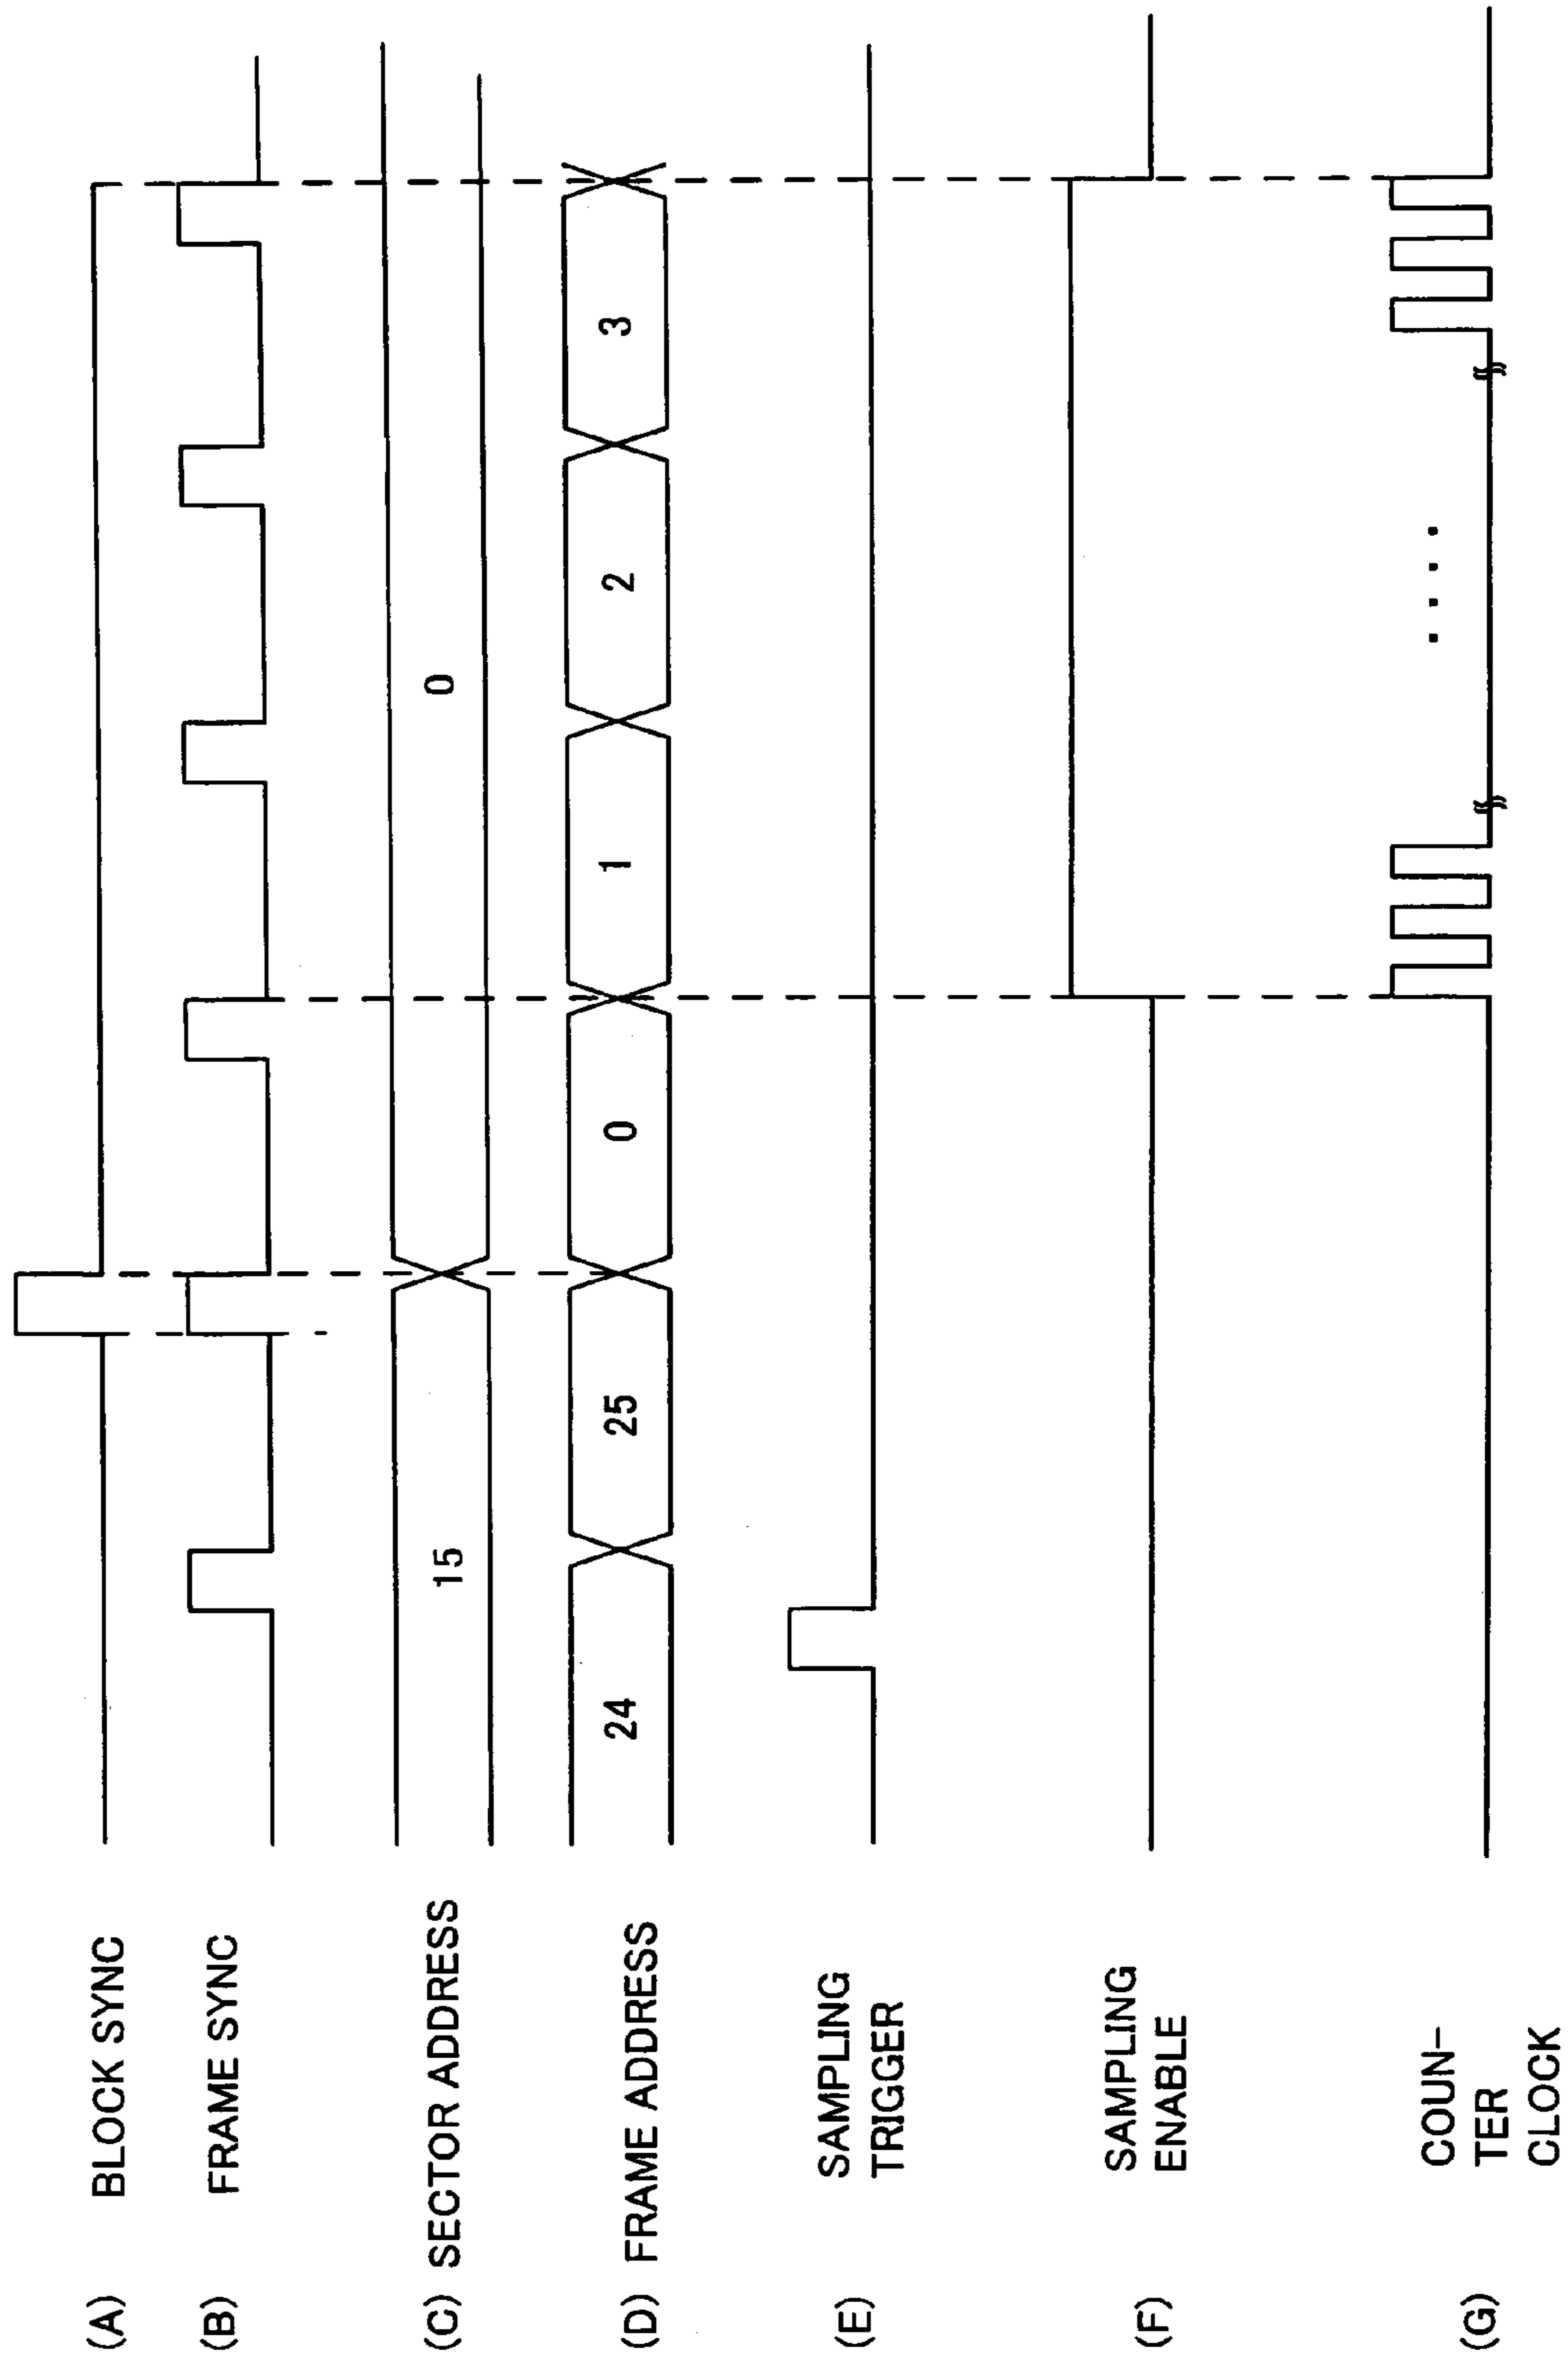 (A) BLOCK SYNC
(B) FRAME SYNC
(C) SECTOR ADDRESS
15 0
(D) FRAME ADDRESS
24 25 0 1 2 3
(E) SAMPLING
TRIGGER
(F) SAMPLING
ENABLE
(G) COUN-
TER
CLOCK